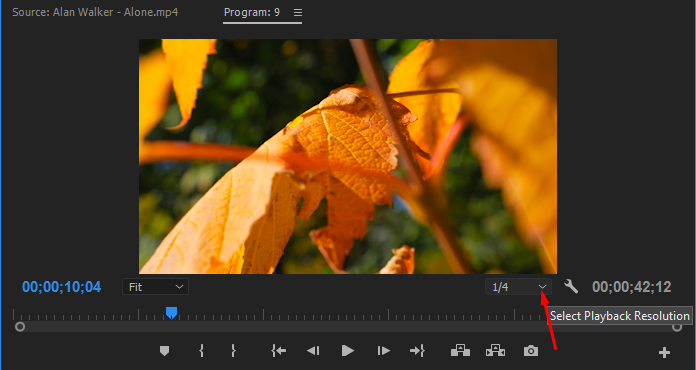 Source: Alan Walker - Alone.mp4
Program: 9
00;00;10;04
Fit
1/4
00;00;42;12
Select Playback Resolution